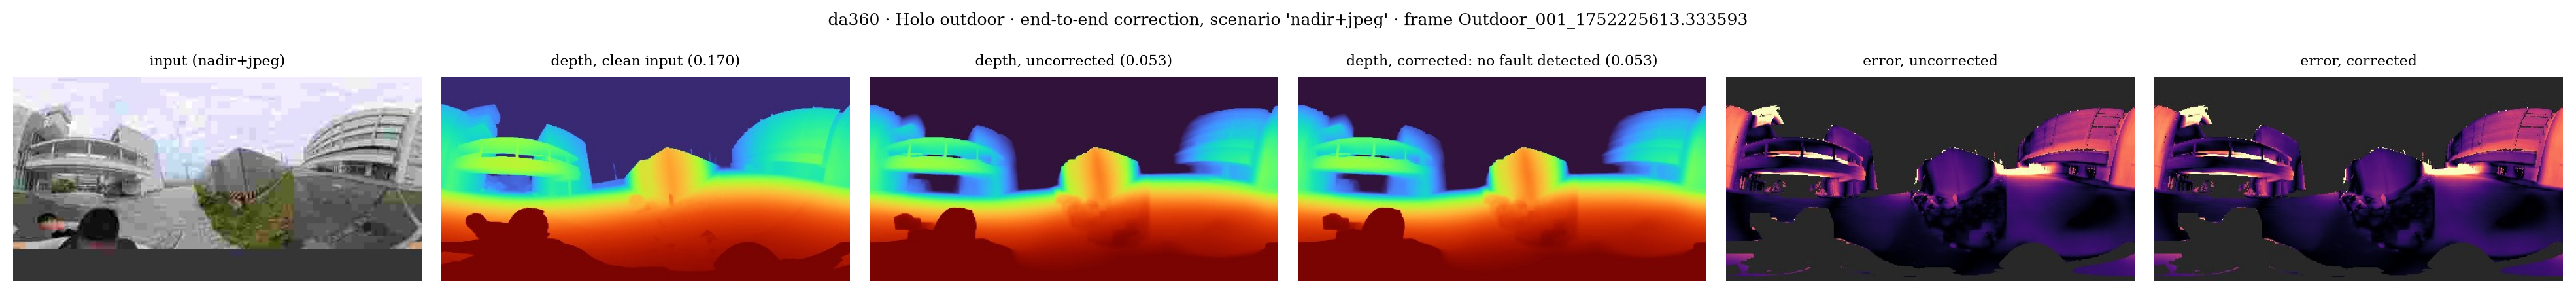 da360 · Holo outdoor · end-to-end correction, scenario 'nadir+jpeg' · frame Outdoor_001_1752225613.333593
input (nadir+jpeg)
depth, clean input (0.170)
depth, uncorrected (0.053)
depth, corrected: no fault detected (0.053)
error, uncorrected
error, corrected